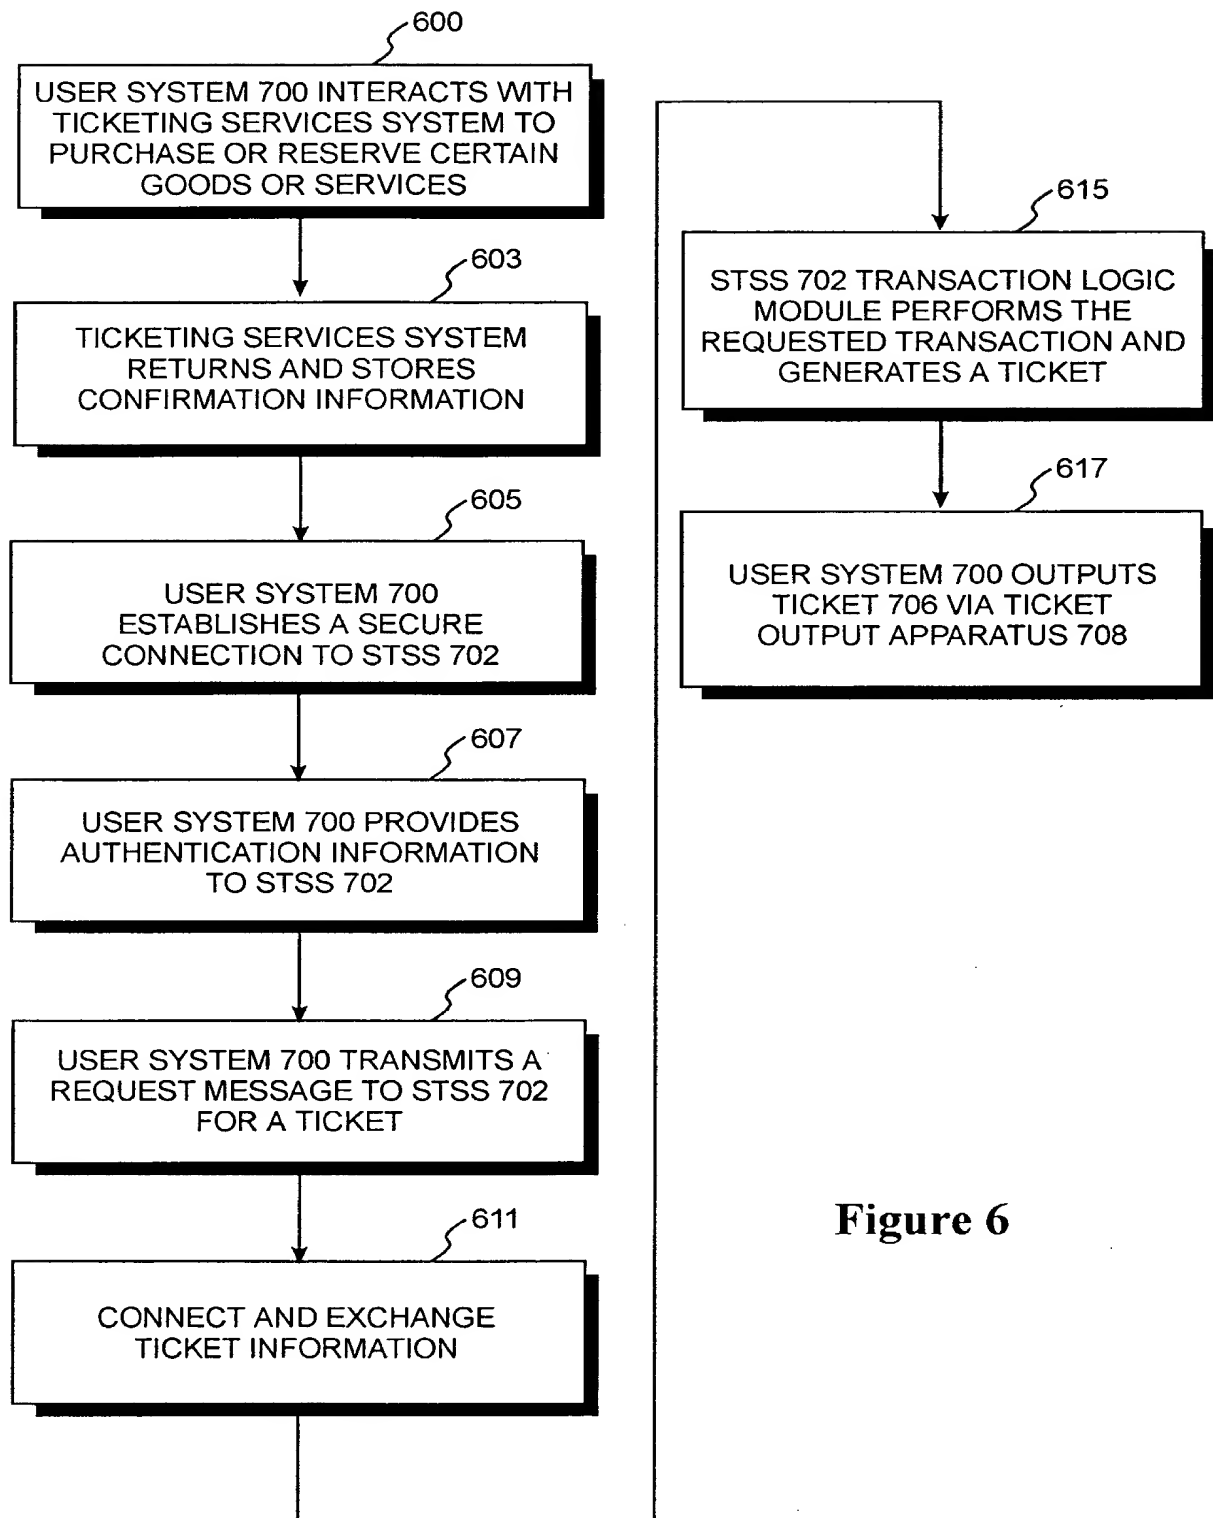 600
USER SYSTEM 700 INTERACTS WITH
TICKETING SERVICES SYSTEM TO
PURCHASE OR RESERVE CERTAIN
GOODS OR SERVICES
603
TICKETING SERVICES SYSTEM
RETURNS AND STORES
CONFIRMATION INFORMATION
605
USER SYSTEM 700
ESTABLISHES A SECURE
CONNECTION TO STSS 702
607
USER SYSTEM 700 PROVIDES
AUTHENTICATION INFORMATION
TO STSS 702
609
USER SYSTEM 700 TRANSMITS A
REQUEST MESSAGE TO STSS 702
FOR A TICKET
611
CONNECT AND EXCHANGE
TICKET INFORMATION
615
STSS 702 TRANSACTION LOGIC
MODULE PERFORMS THE
REQUESTED TRANSACTION AND
GENERATES A TICKET
617
USER SYSTEM 700 OUTPUTS
TICKET 706 VIA TICKET
OUTPUT APPARATUS 708
Figure 6